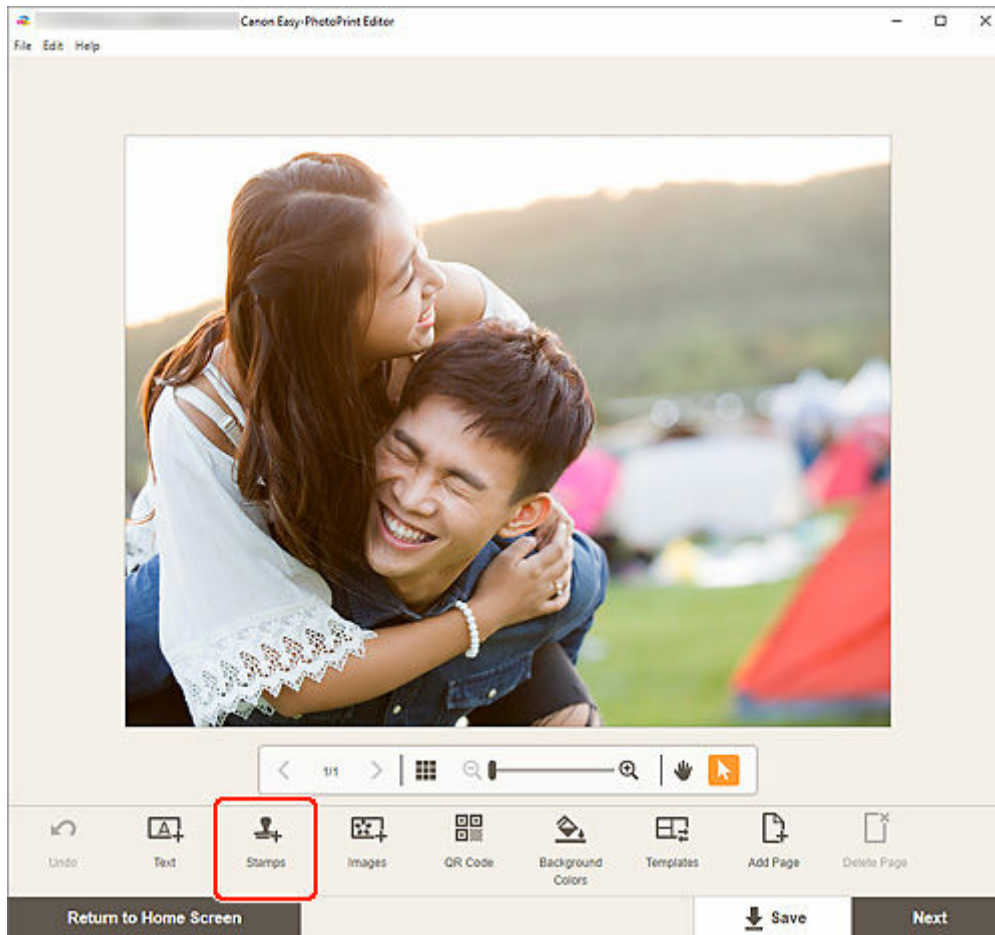 Canon Easy-PhotoPrint Editor
File Edit Help
1/1
Undo Text Stamps Images QR Code Background Colors Templates Add Page Delete Page
Return to Home Screen Save Next